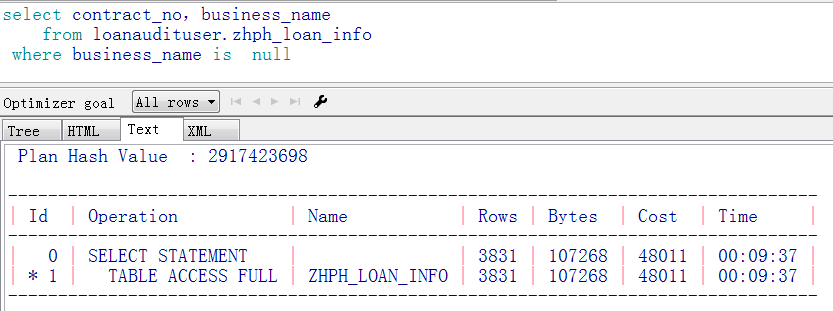 select contract_no，business_name
from loanaudituser.zhph_loan_info
where business_name is  null
Optimizer goal All rows
Tree HTML Text XML
Plan Hash Value  : 2917423698
--------------------------------------------------------------------------------
| Id | Operation | Name | Rows | Bytes | Cost | Time |
--------------------------------------------------------------------------------
| 0 | SELECT STATEMENT | | 3831 | 107268 | 48011 | 00:09:37 |
| * 1 | TABLE ACCESS FULL | ZHPH_LOAN_INFO | 3831 | 107268 | 48011 | 00:09:37 |
--------------------------------------------------------------------------------